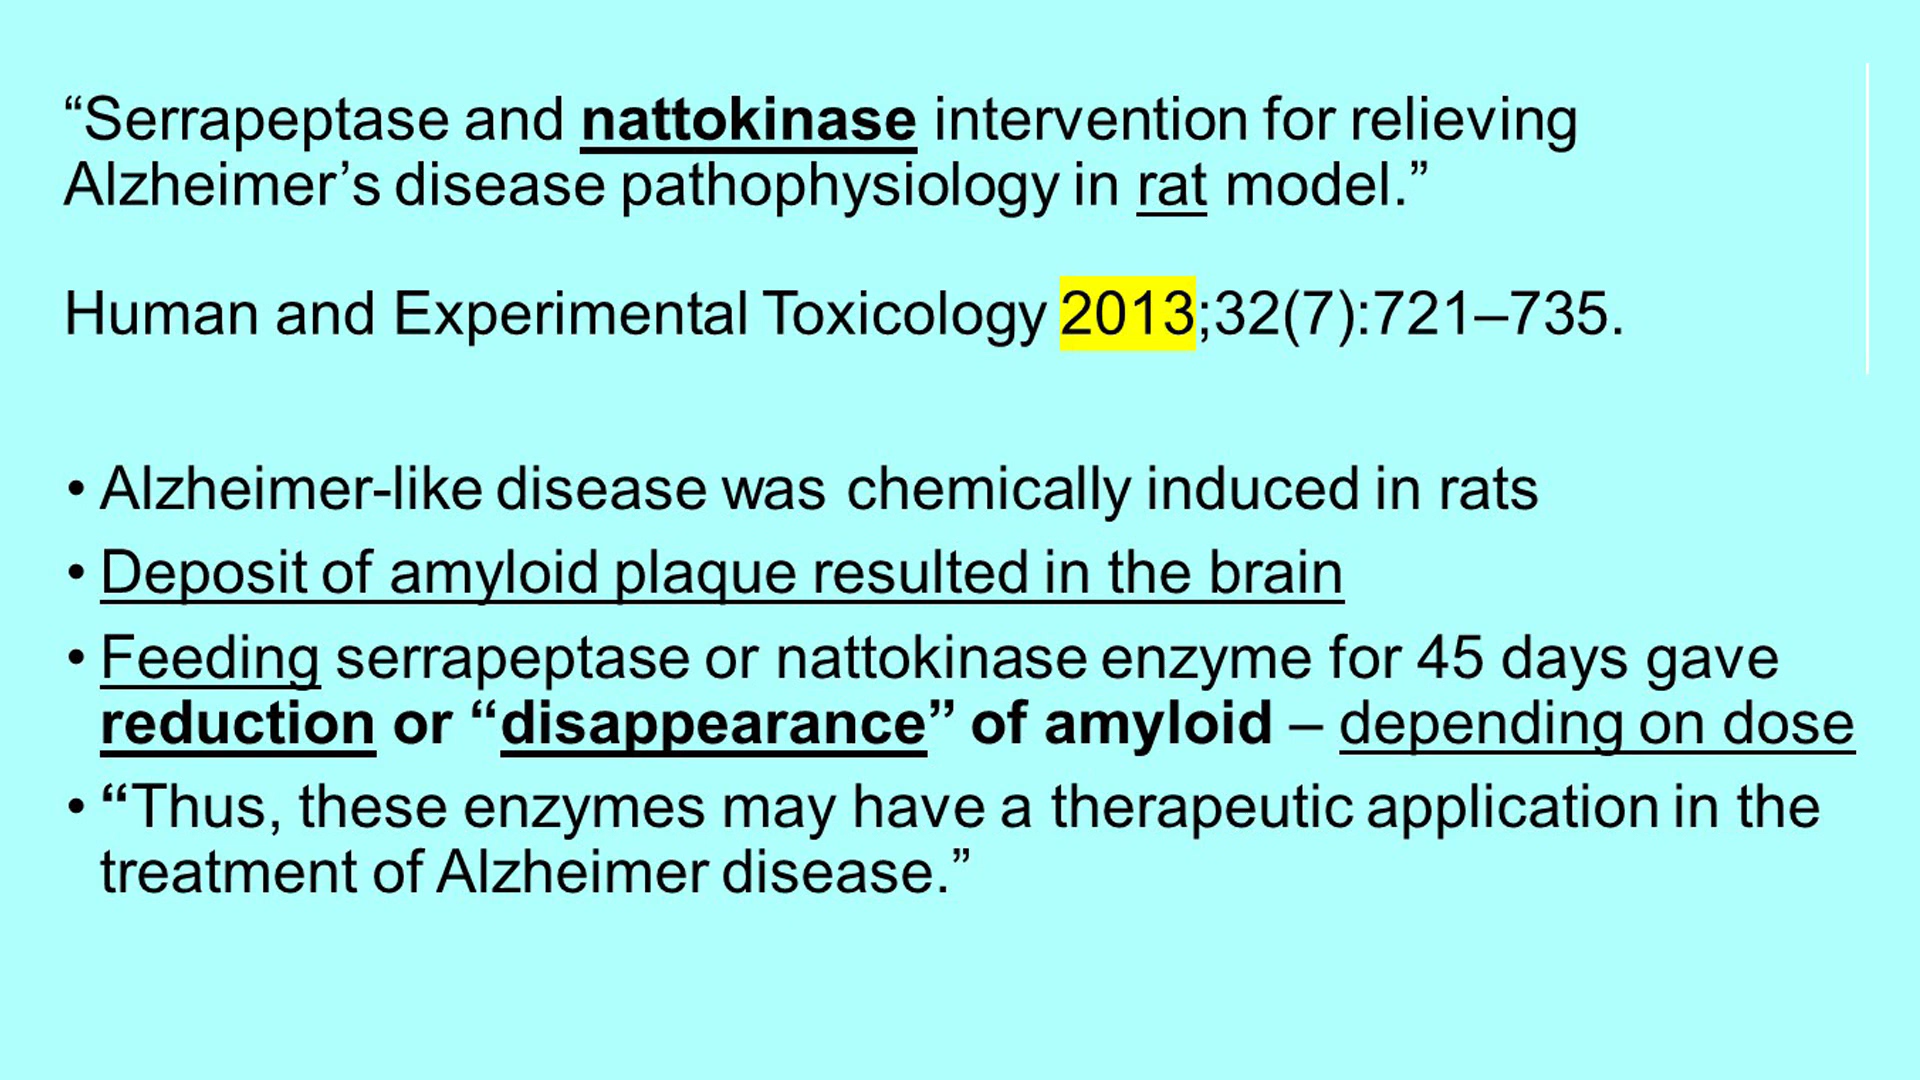 “Serrapeptase and nattokinase intervention for relieving
Alzheimer’s disease pathophysiology in rat model.”
Human and Experimental Toxicology 2013;32(7):721–735.
• Alzheimer-like disease was chemically induced in rats
• Deposit of amyloid plaque resulted in the brain
• Feeding serrapeptase or nattokinase enzyme for 45 days gave
reduction or “disappearance” of amyloid – depending on dose
• “Thus, these enzymes may have a therapeutic application in the
treatment of Alzheimer disease.”